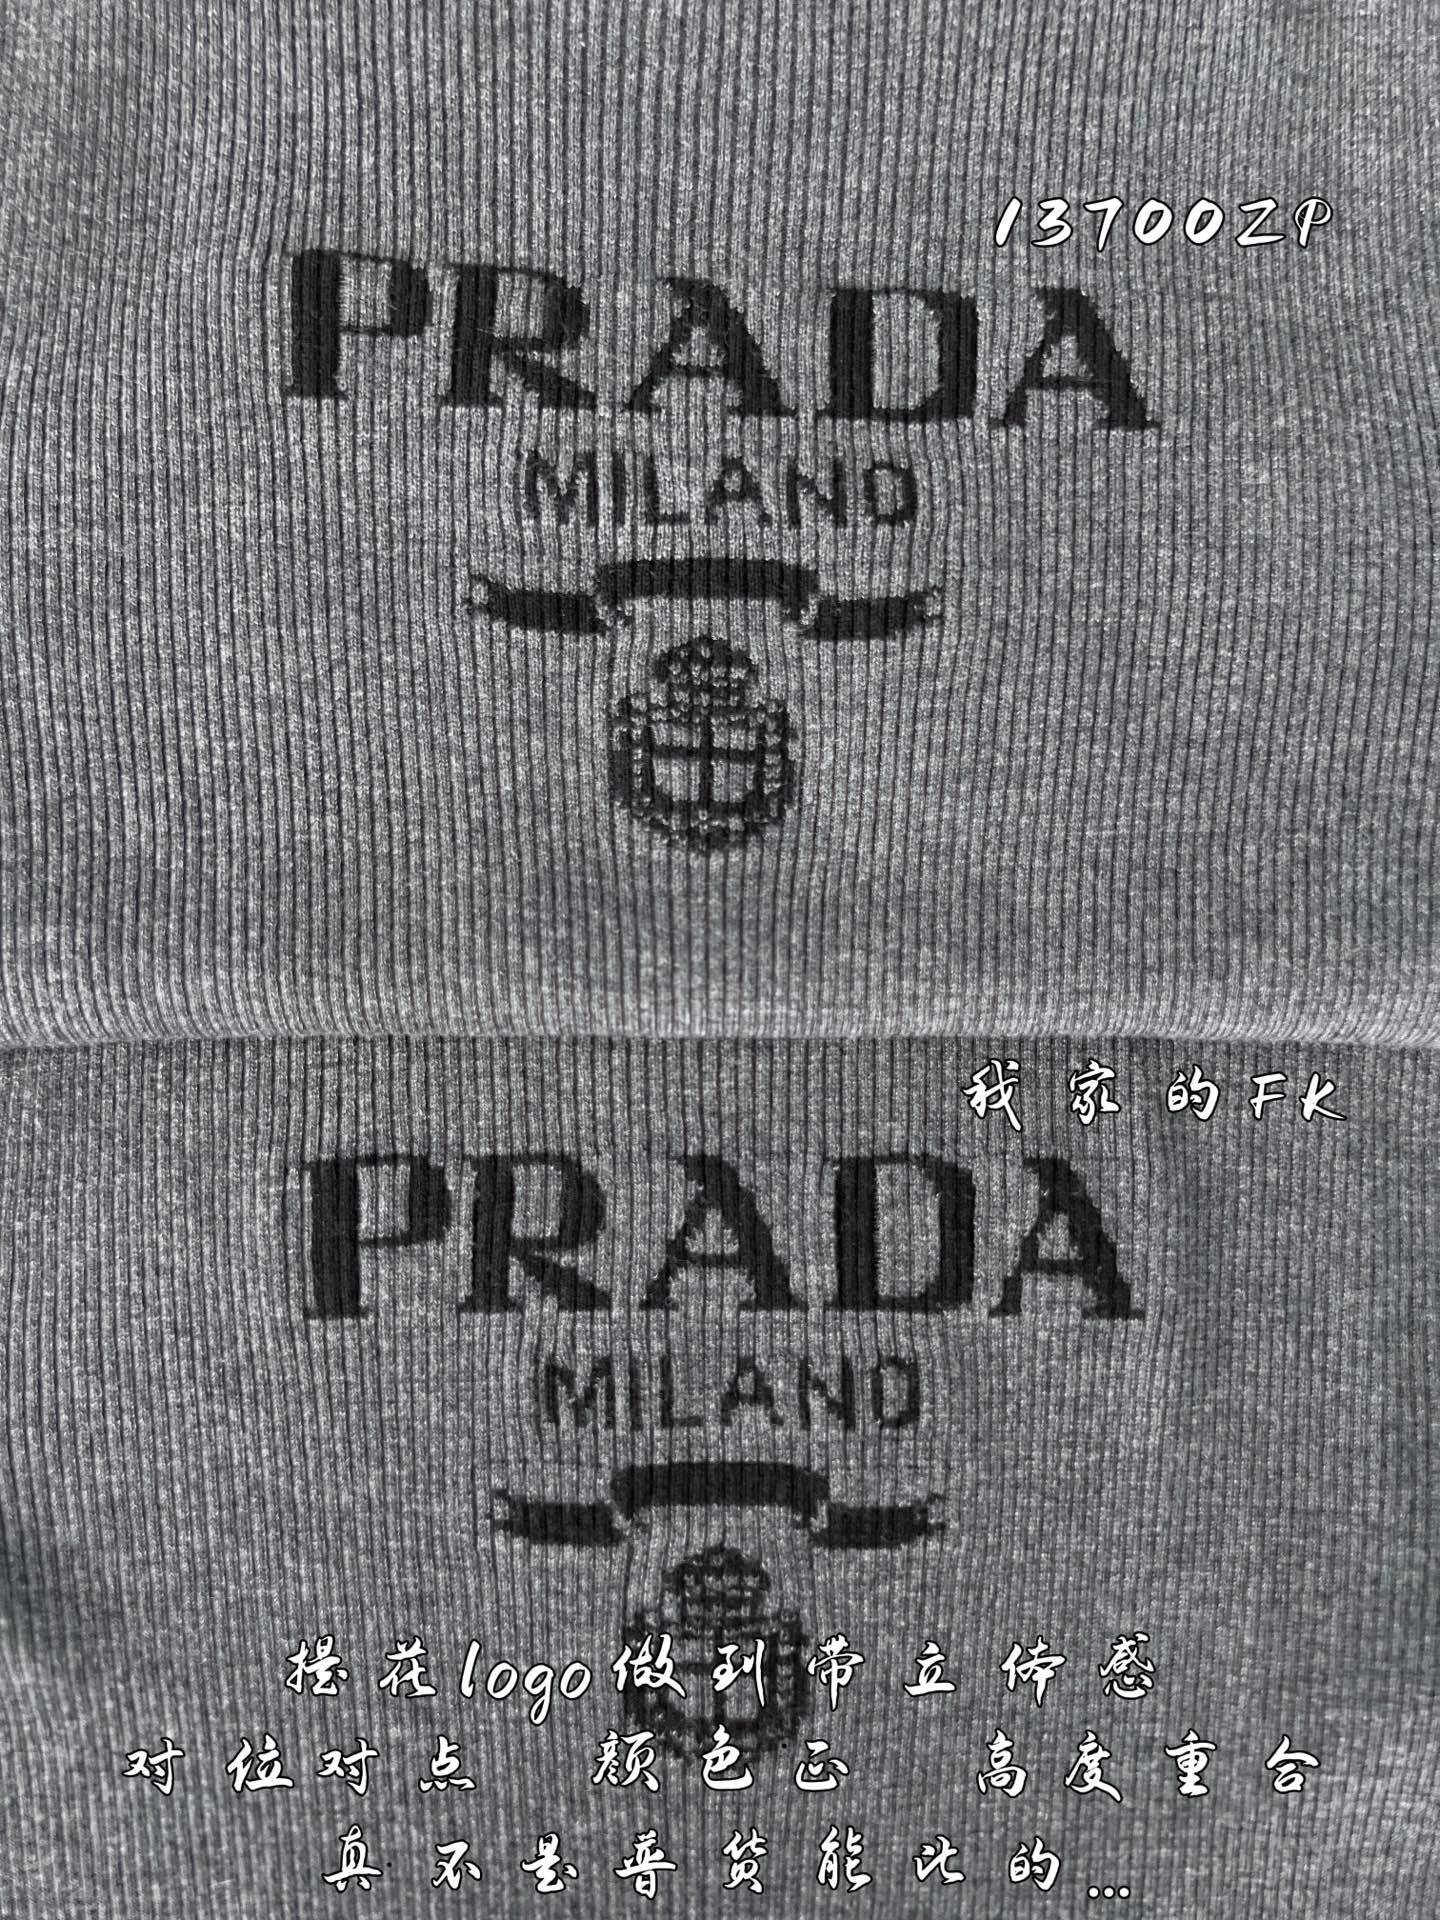 13700ZP
PRADA
MILANO
我家的FK
PRADA
MILANO
提花logo做到带立体感
对位对点 颜色正 高度重合
真不是普货能比的...